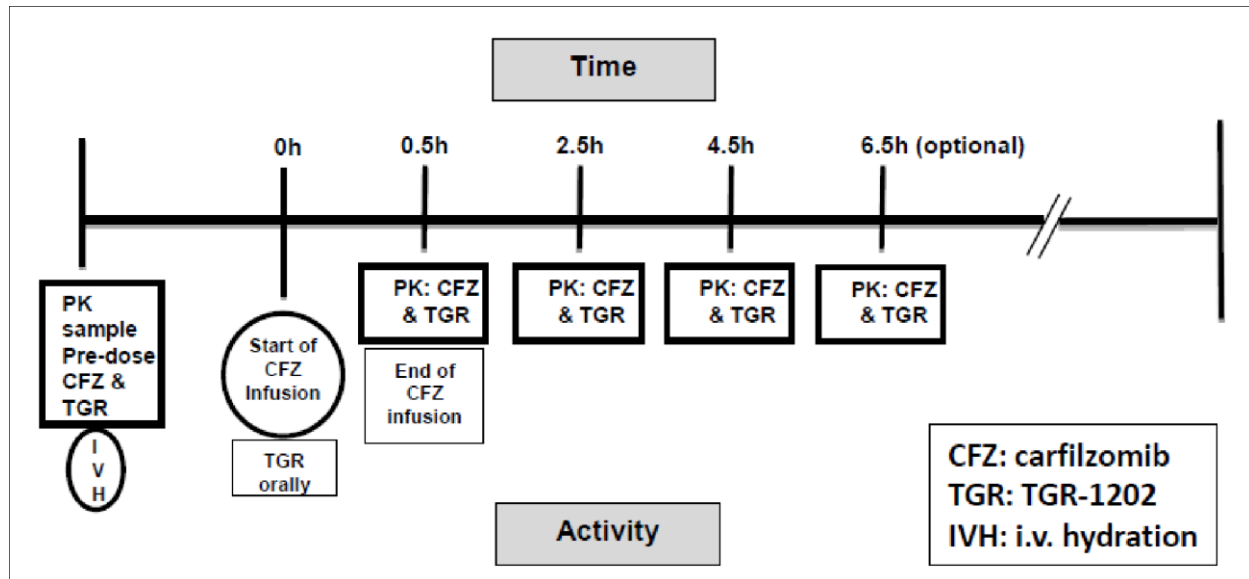 Time
0h
0.5h
2.5h
4.5h
6.5h (optional)
PK
sample
Pre-dose
CFZ &
TGR
I
V
H
Start of
CFZ
Infusion
TGR
orally
PK: CFZ
& TGR
End of
CFZ
infusion
PK: CFZ
& TGR
PK: CFZ
& TGR
PK: CFZ
& TGR
Activity
CFZ: carfilzomib
TGR: TGR-1202
IVH: i.v. hydration